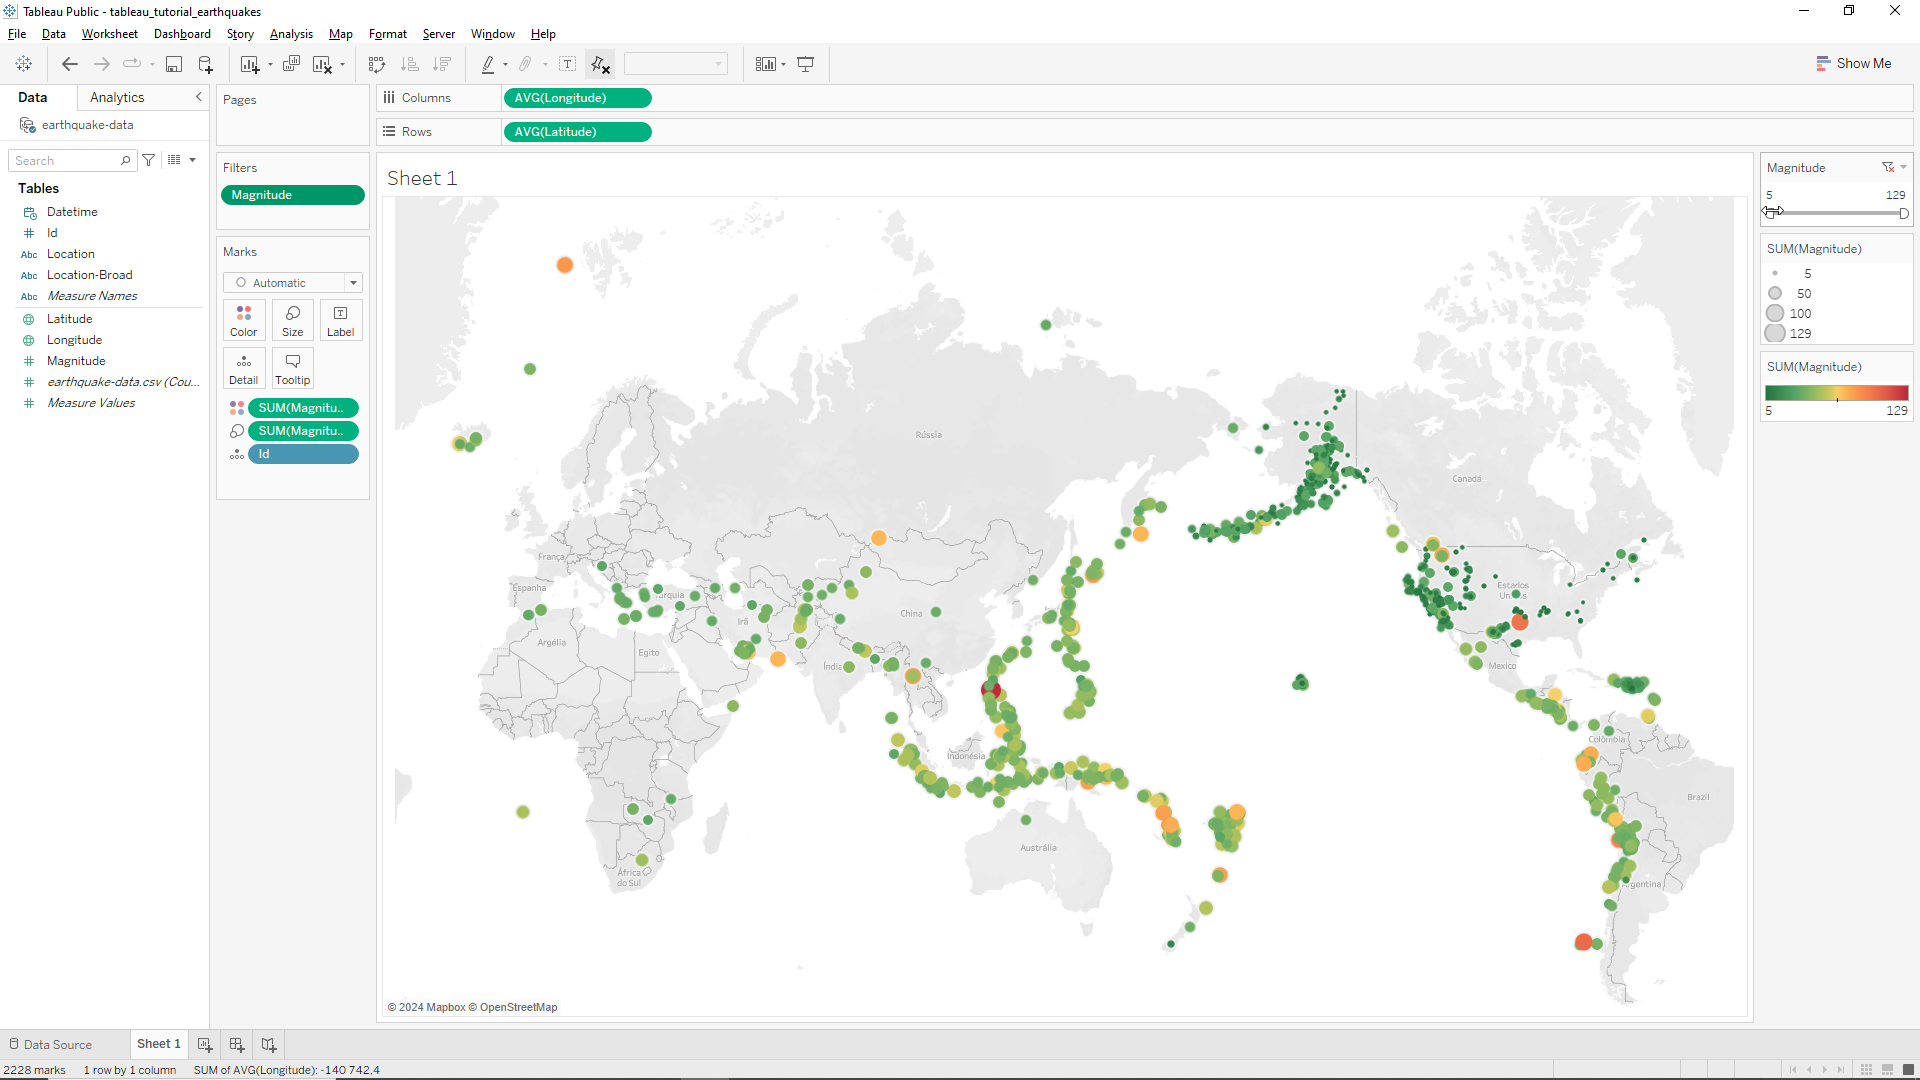 Tableau Public - tableau_tutorial_earthquakes
File Data Worksheet Dashboard Story Analysis Map Format Server Window Help
Show Me
Data Analytics
earthquake-data
Search
Tables
Datetime
Id
Abc Location
Abc Location-Broad
Abc Measure Names
Latitude
Longitude
Magnitude
earthquake-data.csv (Cou...
Measure Values
Pages
Filters
Magnitude
Marks
Automatic
Color Size Label
Detail Tooltip
SUM(Magnitu..
SUM(Magnitu..
Id
Columns AVG(Longitude)
Rows AVG(Latitude)
Sheet 1
Rússia
Canadá
França
Espanha
Estados
China
Irã
Argélia
Egito
Índia
Mexico
Indonésia
Colômbia
Brazil
Austrália
África
do Sul
© 2024 Mapbox © OpenStreetMap
Magnitude
5 129
SUM(Magnitude)
5
50
100
129
SUM(Magnitude)
5 129
Data Source Sheet 1
2228 marks 1 row by 1 column SUM of AVG(Longitude): -140 742,4